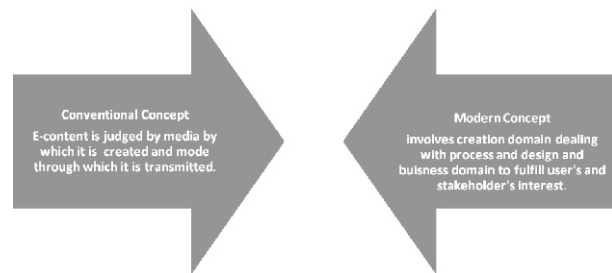 Conventional Concept
E-content is judged by media by
which it is created and mode
through which it is transmitted.
Modern Concept
involves creation domain dealing
with process and design and
buisness domain to fulfill user's and
stakeholder's interest.